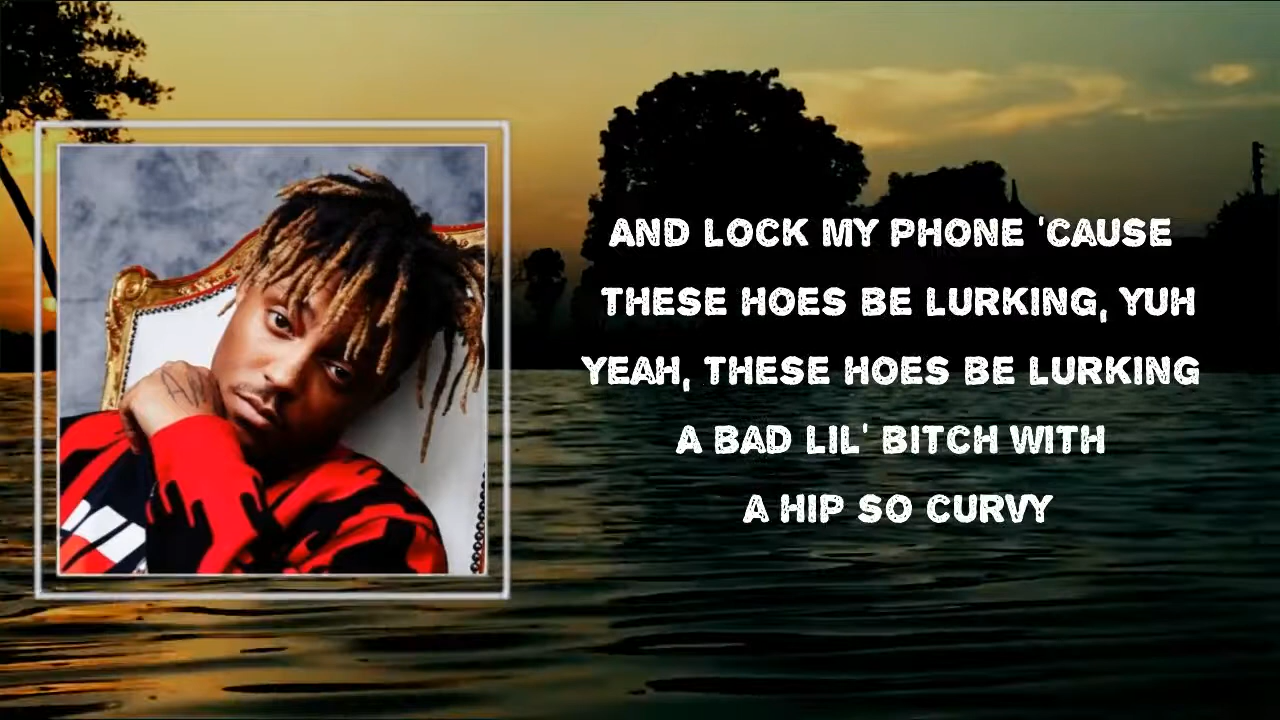 AND LOCK MY PHONE 'CAUSE
THESE HOES BE LURKING, YUH
YEAH, THESE HOES BE LURKING
A BAD LIL' BITCH WITH
A HIP SO CURVY